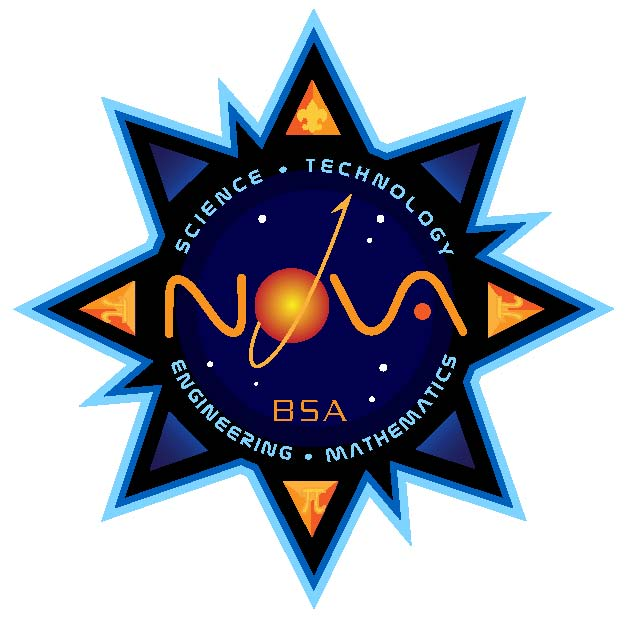 SCIENCE • TECHNOLOGY
NOVA
BSA
ENGINEERING • MATHEMATICS
π
π
π